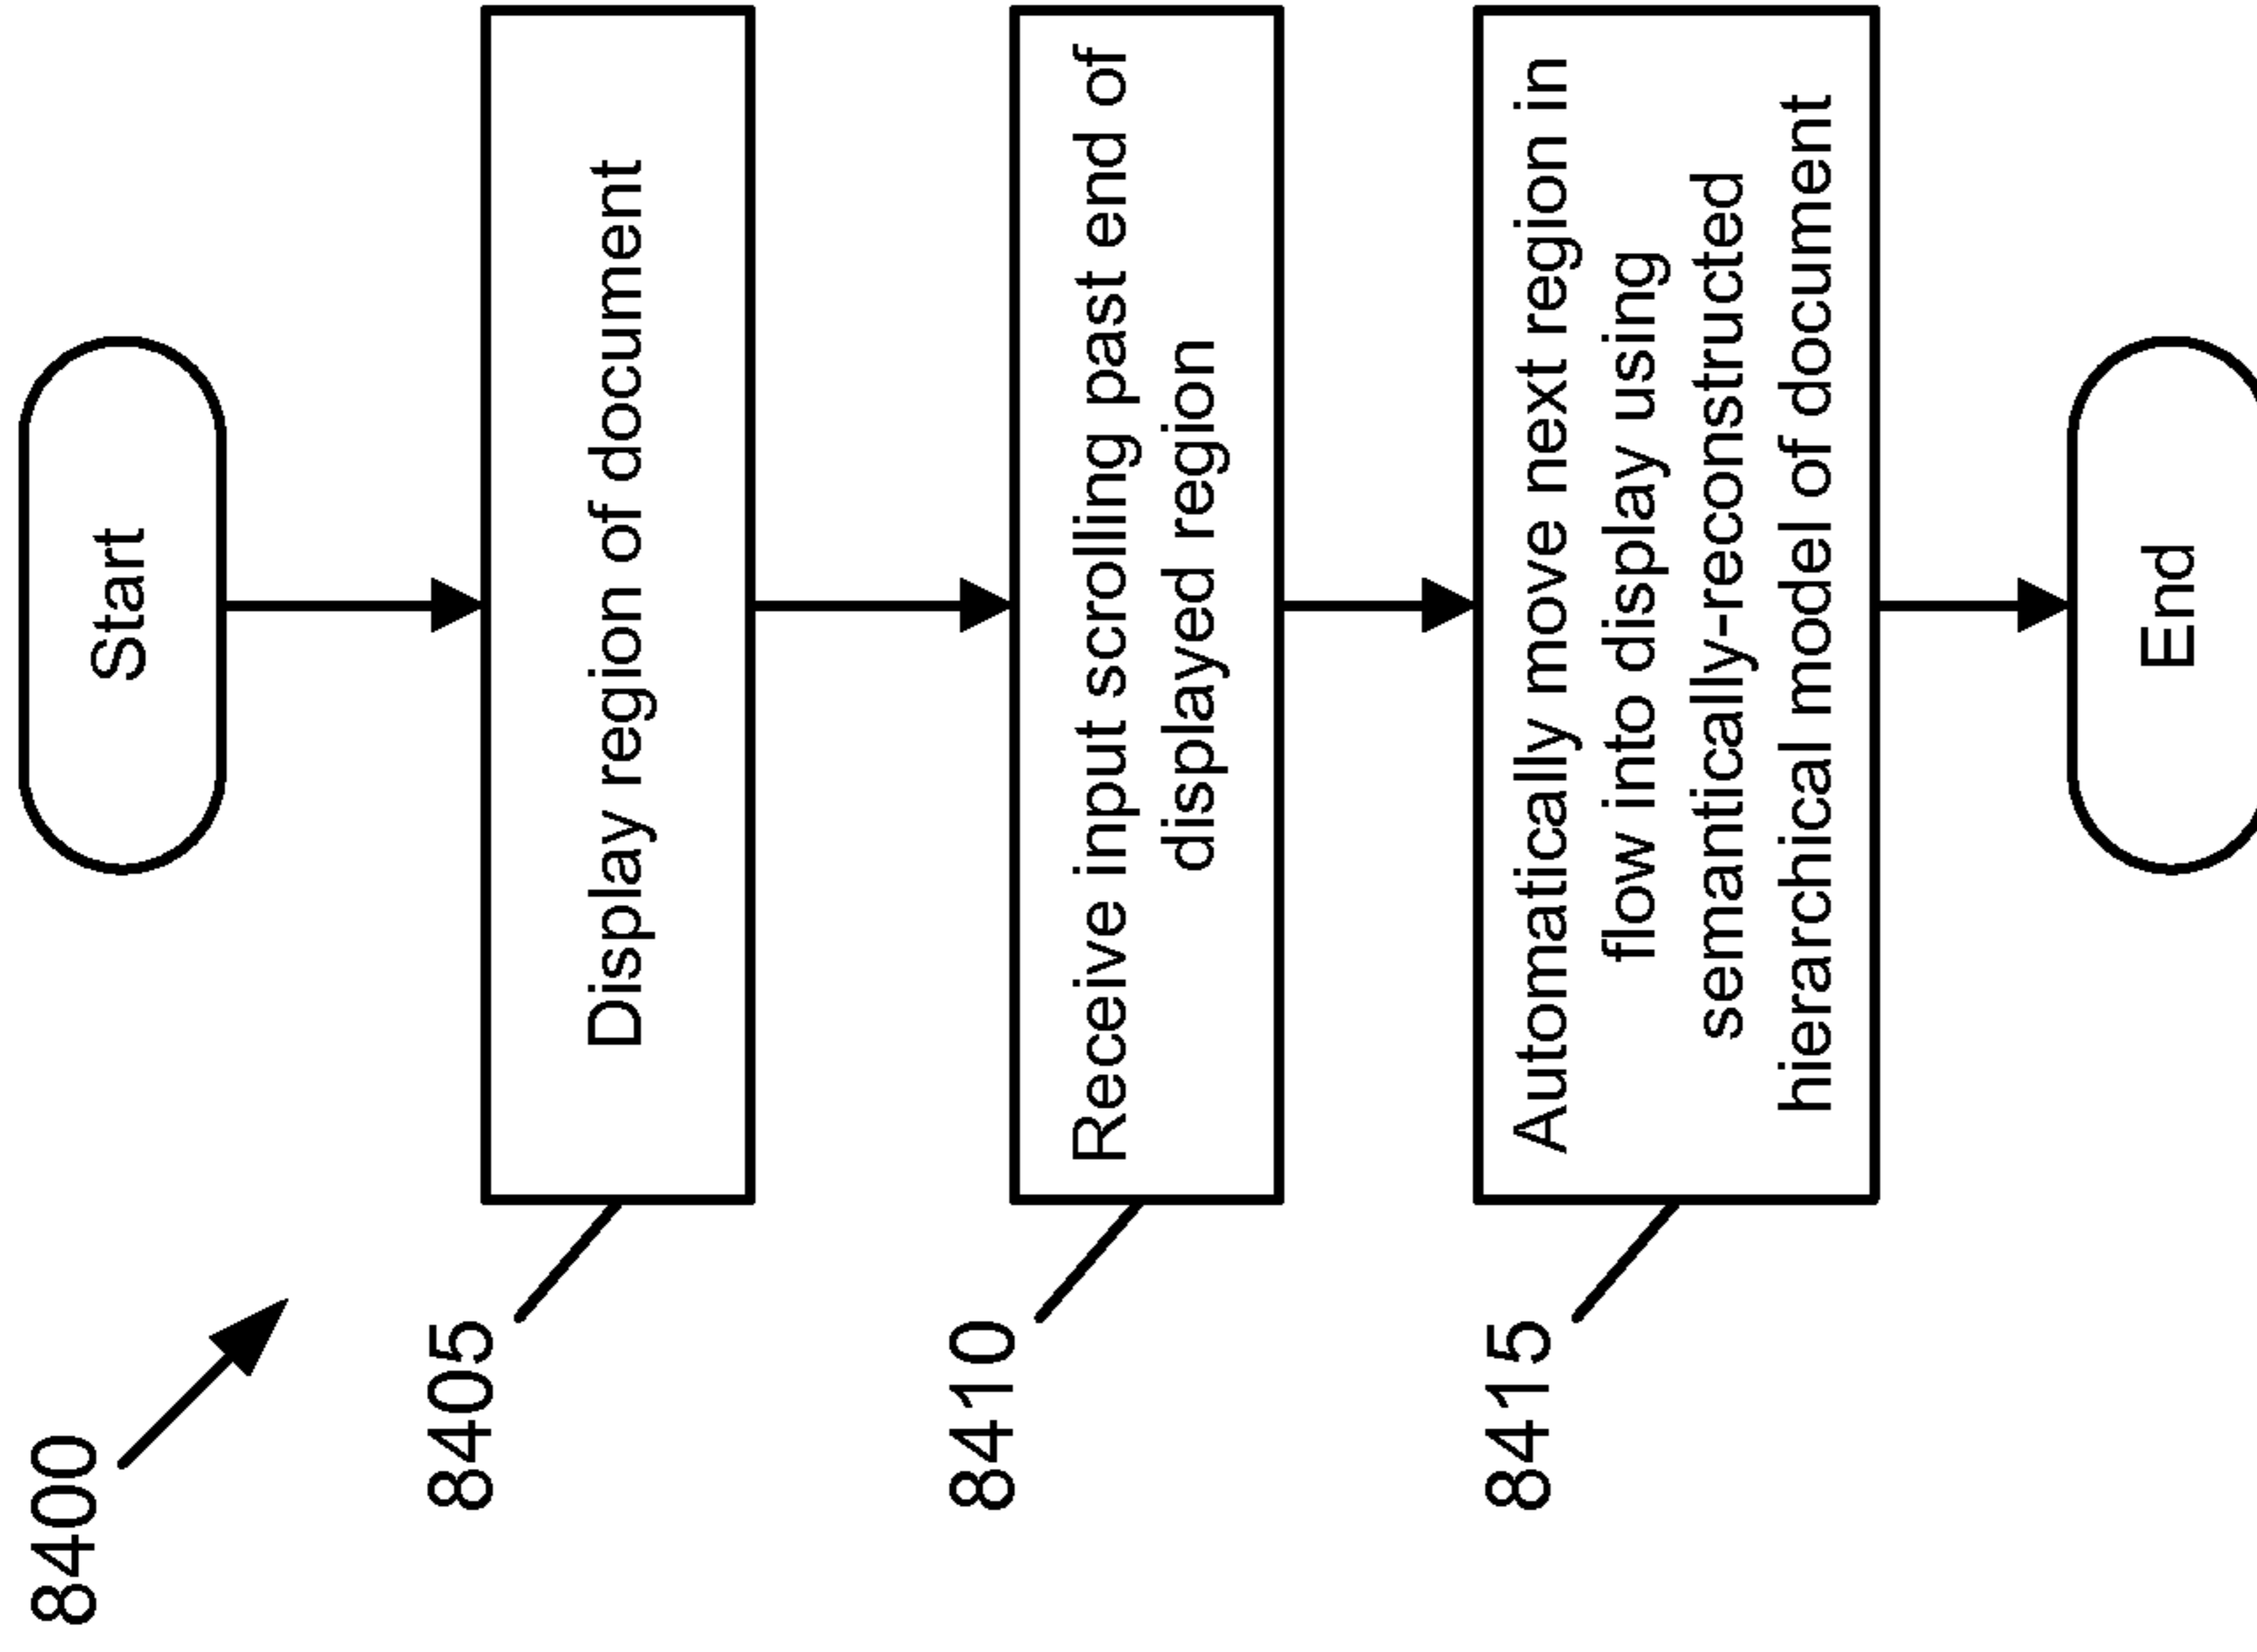 8400
Start
8405
Display region of document
8410
Receive input scrolling past end of
displayed region
8415
Automatically move next region in
flow into display using
semantically-reconstructed
hierarchical model of document
End